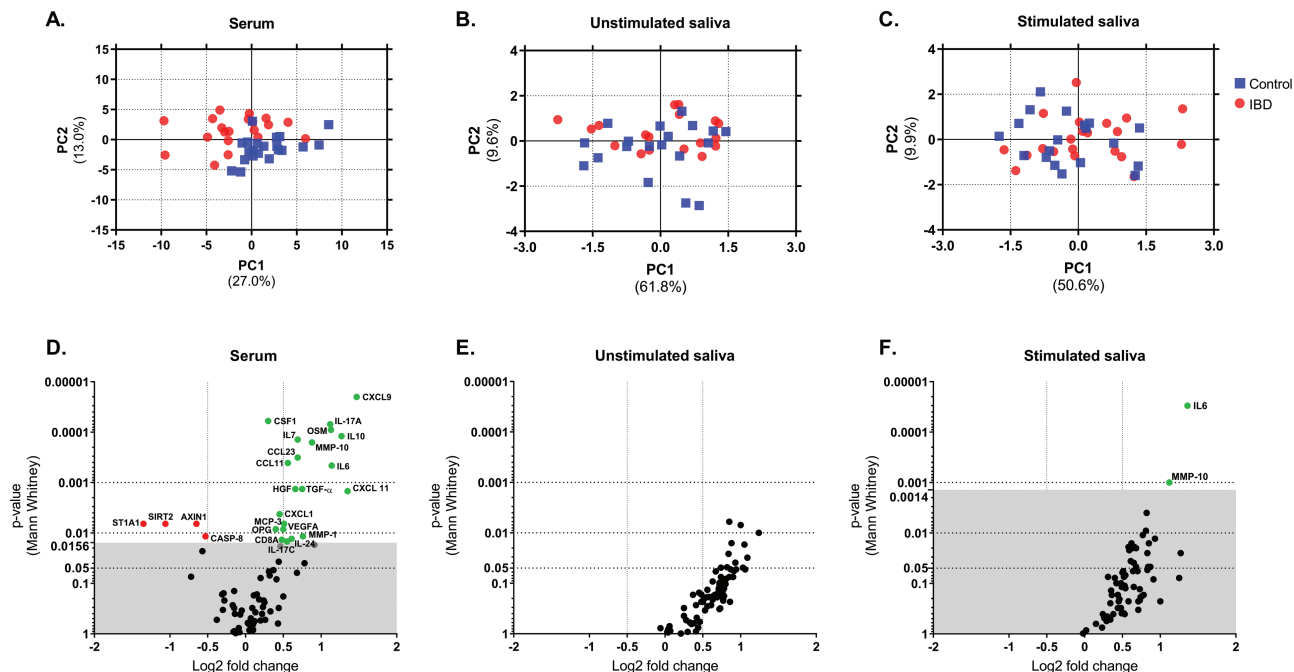 A.
Serum
15
10
5
0
-5
-10
-15
PC2
(13.0%)
-15 -10 -5 0 5 10 15
PC1
(27.0%)
B.
Unstimulated saliva
4
2
0
-2
-4
PC2
(9.6%)
-3.0 -1.5 0.0 1.5 3.0
PC1
(61.8%)
C.
Stimulated saliva
4
2
0
-2
-4
PC2
(9.9%)
-3.0 -1.5 0.0 1.5 3.0
PC1
(50.6%)
Control
IBD
D.
Serum
0.00001
0.0001
0.001
0.01
0.0156
0.05
0.1
1
p-value
(Mann Whitney)
CXCL9
CSF1
IL-17A
OSM
IL7
IL10
MMP-10
CCL23
CCL11
IL6
HGF
TGF-α
CXCL 11
CXCL1
ST1A1
SIRT2
AXIN1
MCP-3
OPG
VEGFA
CASP-8
MMP-1
CD8A
IL-24
IL-17C
-2 -1 -0.5 0 0.5 1 2
Log2 fold change
E.
Unstimulated saliva
0.00001
0.0001
0.001
0.01
0.05
0.1
1
p-value
(Mann Whitney)
-2 -1 -0.5 0 0.5 1 2
Log2 fold change
F.
Stimulated saliva
0.00001
0.0001
0.001
0.0014
0.01
0.05
0.1
1
p-value
(Mann Whitney)
IL6
MMP-10
-2 -1 -0.5 0 0.5 1 2
Log2 fold change